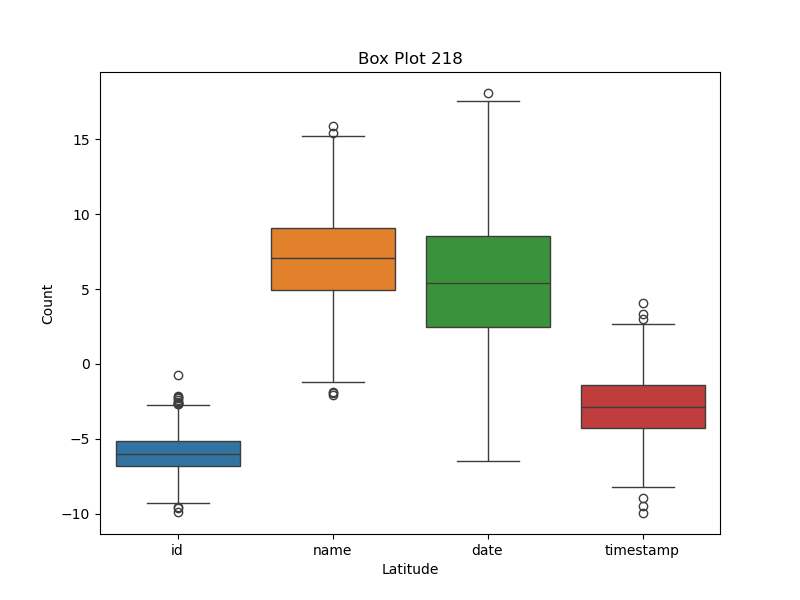 Box Plot 218
Count
15
10
5
0
−5
−10
id
name
date
timestamp
Latitude